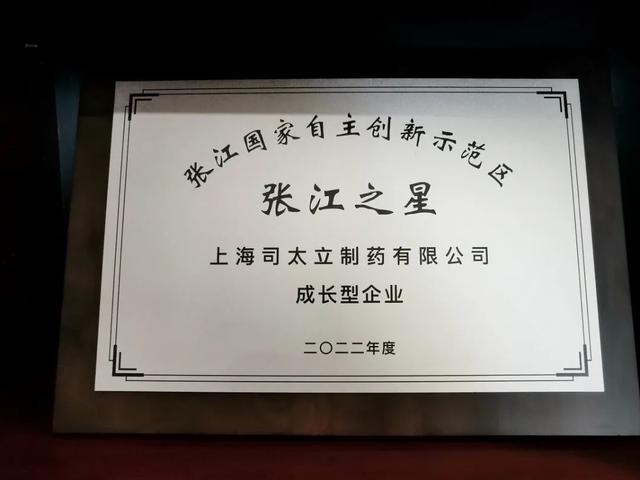 张江国家自主创新示范区
张江之星
上海司太立制药有限公司
成长型企业
二〇二二年度